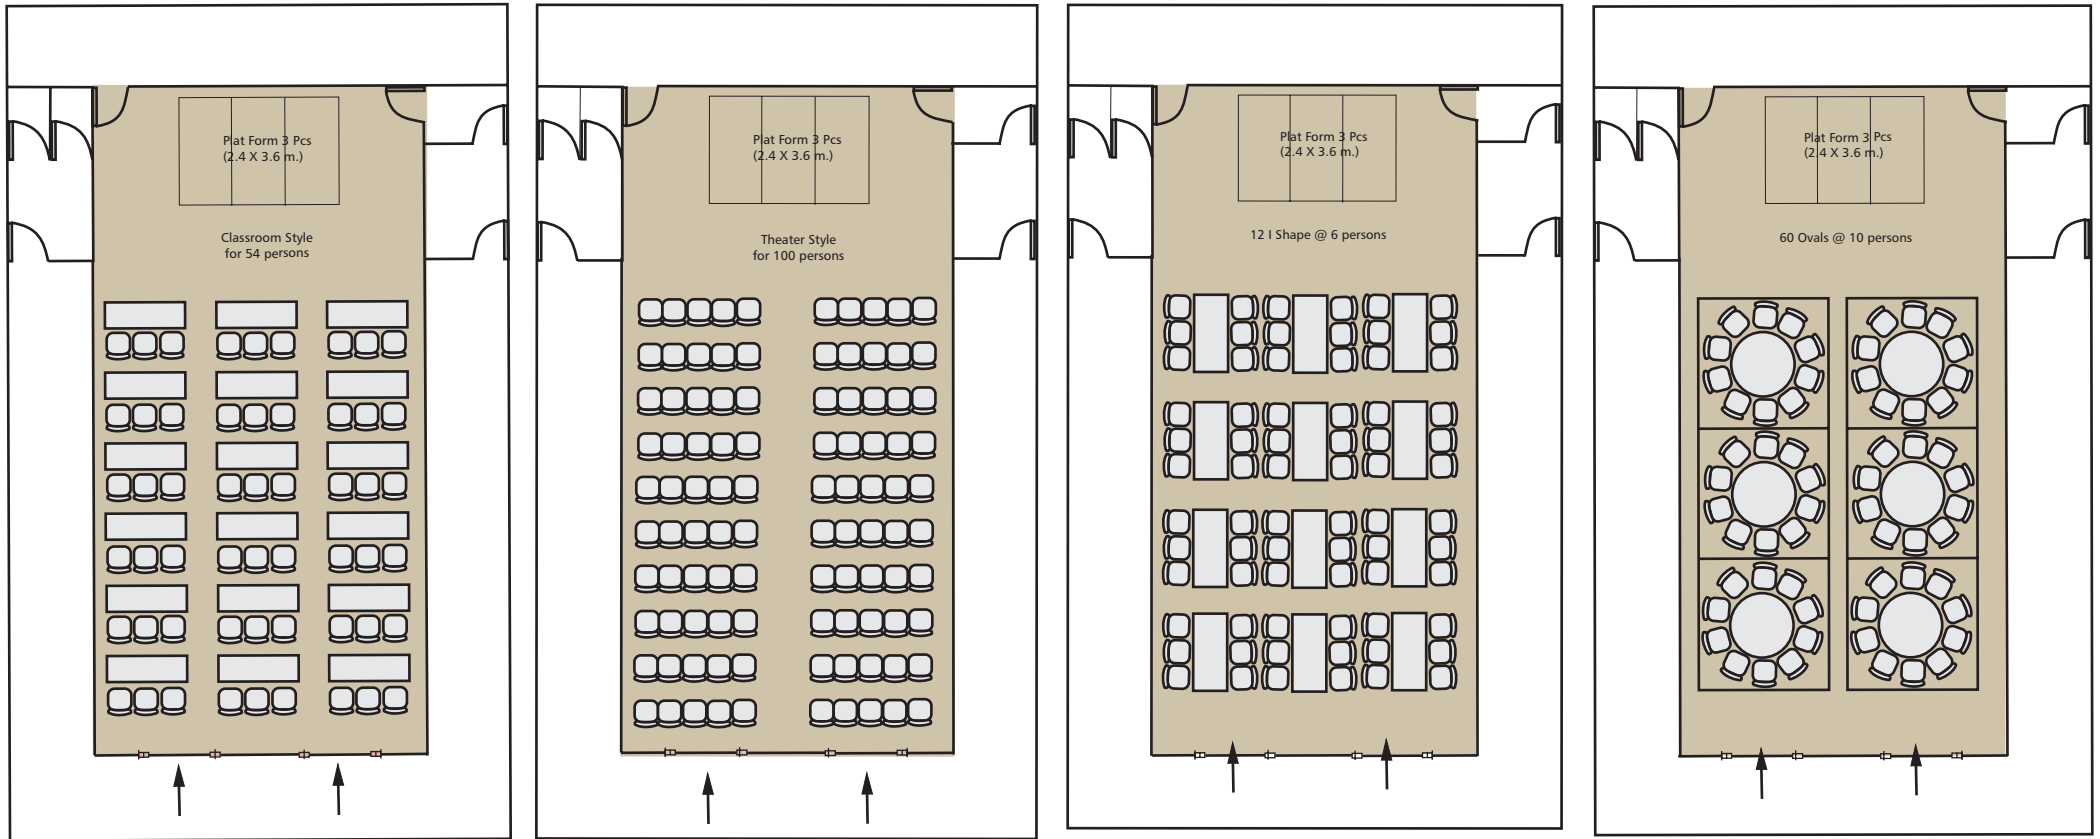 Plat Form 3 Pcs
(2.4 X 3.6 m.)
Classroom Style
for 54 persons
Plat Form 3 Pcs
(2.4 X 3.6 m.)
Theater Style
for 100 persons
Plat Form 3 Pcs
(2.4 X 3.6 m.)
12 I Shape @ 6 persons
Plat Form 3 Pcs
(2.4 X 3.6 m.)
60 Ovals @ 10 persons